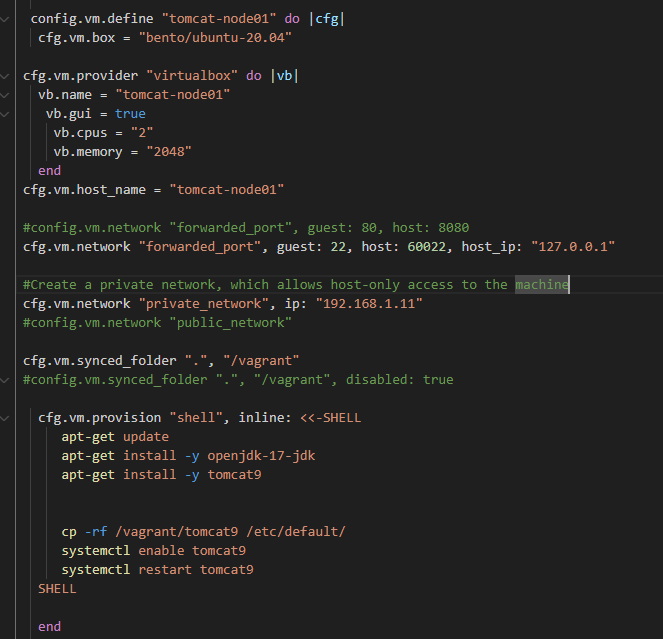 config.vm.define "tomcat-node01" do |cfg|
cfg.vm.box = "bento/ubuntu-20.04"
cfg.vm.provider "virtualbox" do |vb|
vb.name = "tomcat-node01"
vb.gui = true
vb.cpus = "2"
vb.memory = "2048"
end
cfg.vm.host_name = "tomcat-node01"
#config.vm.network "forwarded_port", guest: 80, host: 8080
cfg.vm.network "forwarded_port", guest: 22, host: 60022, host_ip: "127.0.0.1"
#Create a private network, which allows host-only access to the machine
cfg.vm.network "private_network", ip: "192.168.1.11"
#config.vm.network "public_network"
cfg.vm.synced_folder ".", "/vagrant"
#config.vm.synced_folder ".", "/vagrant", disabled: true
cfg.vm.provision "shell", inline: <<-SHELL
apt-get update
apt-get install -y openjdk-17-jdk
apt-get install -y tomcat9
cp -rf /vagrant/tomcat9 /etc/default/
systemctl enable tomcat9
systemctl restart tomcat9
SHELL
end